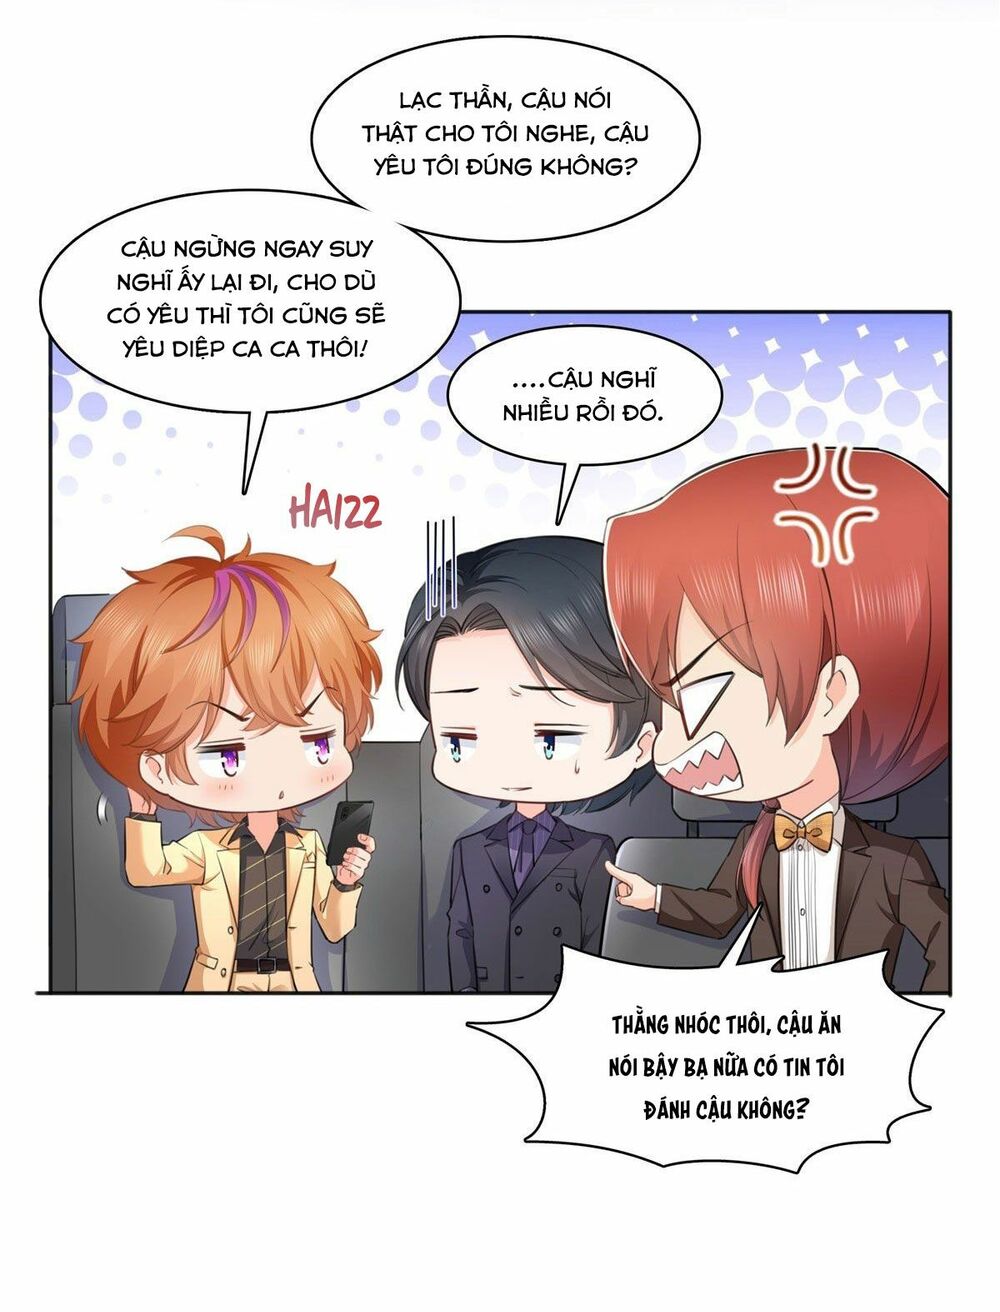 LẠC THẦN, CẬU NÓI
THẬT CHO TÔI NGHE, CẬU
YÊU TÔI ĐÚNG KHÔNG?
CẬU NGỪNG NGAY SUY
NGHĨ ẤY LẠI ĐI, CHO DÙ
CÓ YÊU THÌ TÔI CŨNG SẼ
YÊU DIỆP CA CA THÔI!
....CẬU NGHĨ
NHIỀU RỒI ĐÓ.
HAIZZ
THẰNG NHÓC THÔI, CẬU ĂN
NÓI BẬY BẠ NỮA CÓ TIN TÔI
ĐÁNH CẬU KHÔNG?